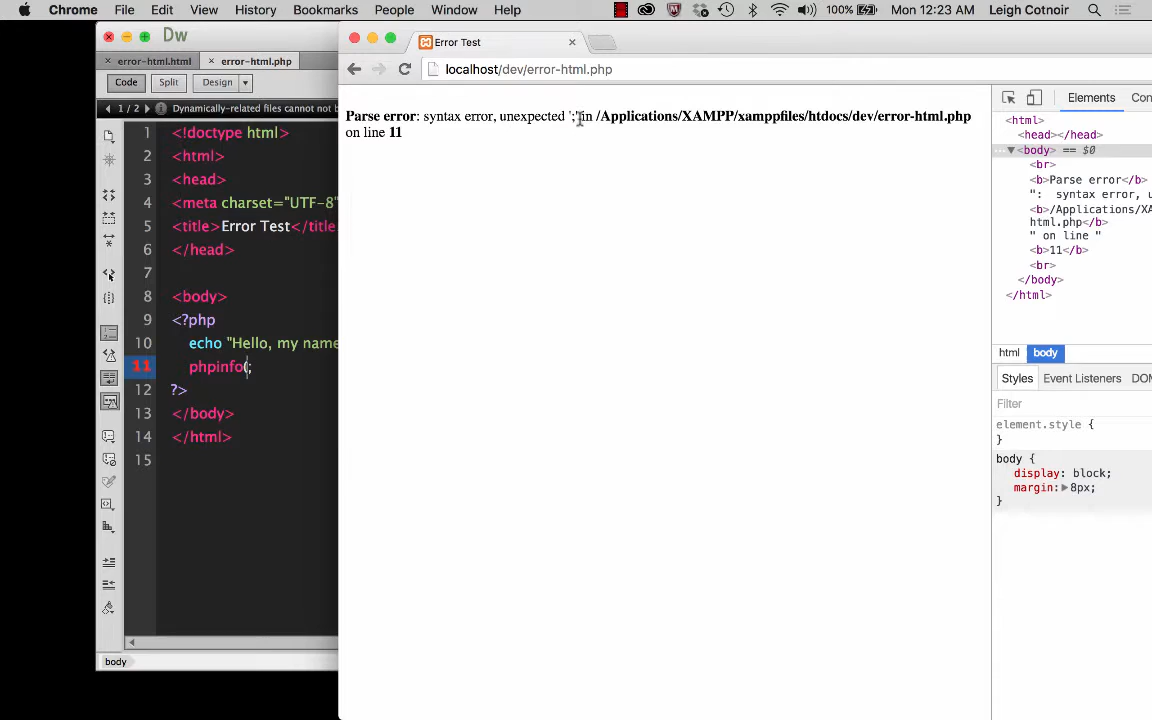 Chrome File Edit View History Bookmarks People Window Help 100% Mon 12:23 AM Leigh Cotnoir
Dw
error-html.html error-html.php
Code Split Design
1 / 2 Dynamically-related files cannot not b
1 <!doctype html>
2 <html>
3 <head>
4 <meta charset="UTF-8"
5 <title>Error Test</title
6 </head>
7
8 <body>
9 <?php
10 echo "Hello, my name
11 phpinfo(;
12 ?>
13 </body>
14 </html>
15
body
Error Test
localhost/dev/error-html.php
Parse error: syntax error, unexpected ';' in /Applications/XAMPP/xamppfiles/htdocs/dev/error-html.php
on line 11
Elements Con
<html>
<head></head>
<body> == $0
<br>
<b>Parse error</b>
": syntax error, u
<b>/Applications/XA
html.php</b>
" on line "
<b>11</b>
<br>
</body>
</html>
html body
Styles Event Listeners DO
Filter
element.style {
}
body {
display: block;
margin: 8px;
}